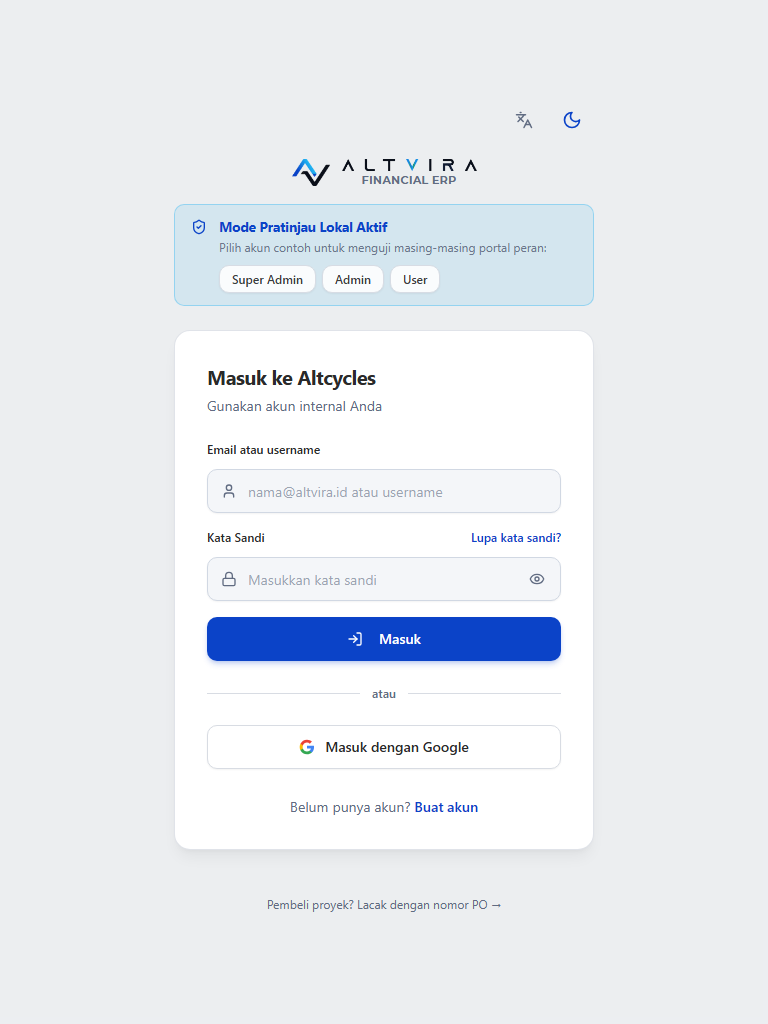 ALTVIRA
FINANCIAL ERP
Mode Pratinjau Lokal Aktif
Pilih akun contoh untuk menguji masing-masing portal peran:
Super Admin
Admin
User
Masuk ke Altcycles
Gunakan akun internal Anda
Email atau username
nama@altvira.id atau username
Kata Sandi
Lupa kata sandi?
Masukkan kata sandi
Masuk
atau
Masuk dengan Google
Belum punya akun? Buat akun
Pembeli proyek? Lacak dengan nomor PO →